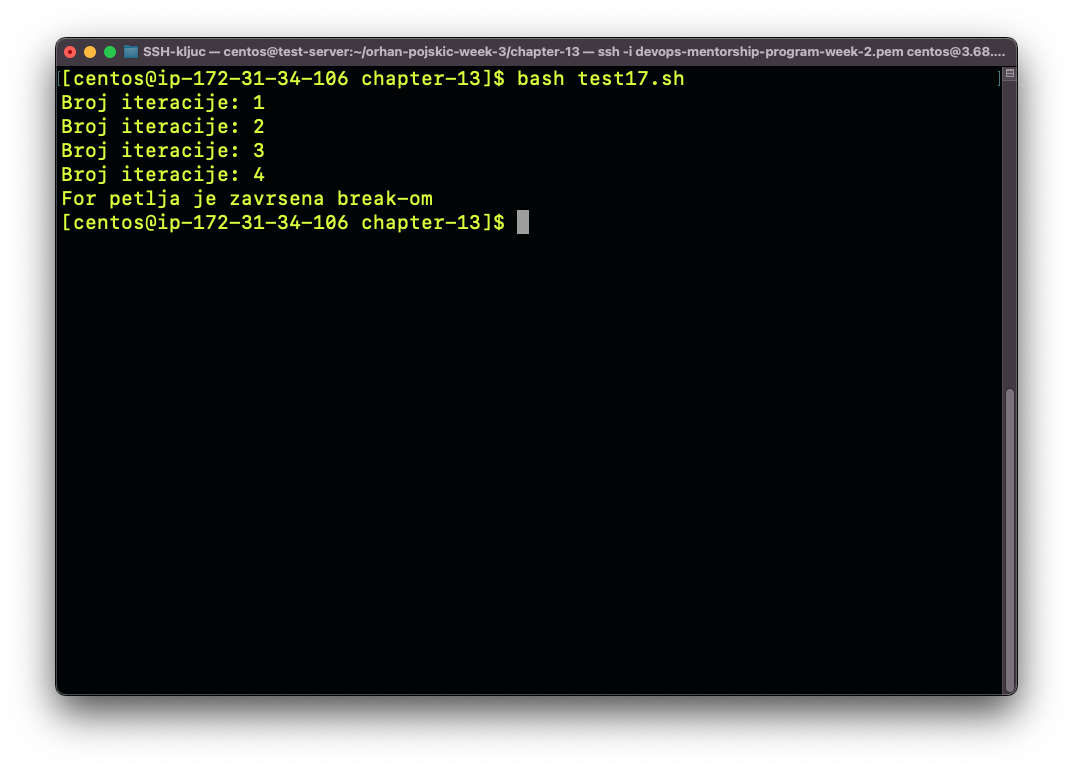 SSH-kljuc — centos@test-server:~/orhan-pojskic-week-3/chapter-13 — ssh -i devops-mentorship-program-week-2.pem centos@3.68....
[centos@ip-172-31-34-106 chapter-13]$ bash test17.sh
Broj iteracije: 1
Broj iteracije: 2
Broj iteracije: 3
Broj iteracije: 4
For petlja je zavrsena break-om
[centos@ip-172-31-34-106 chapter-13]$